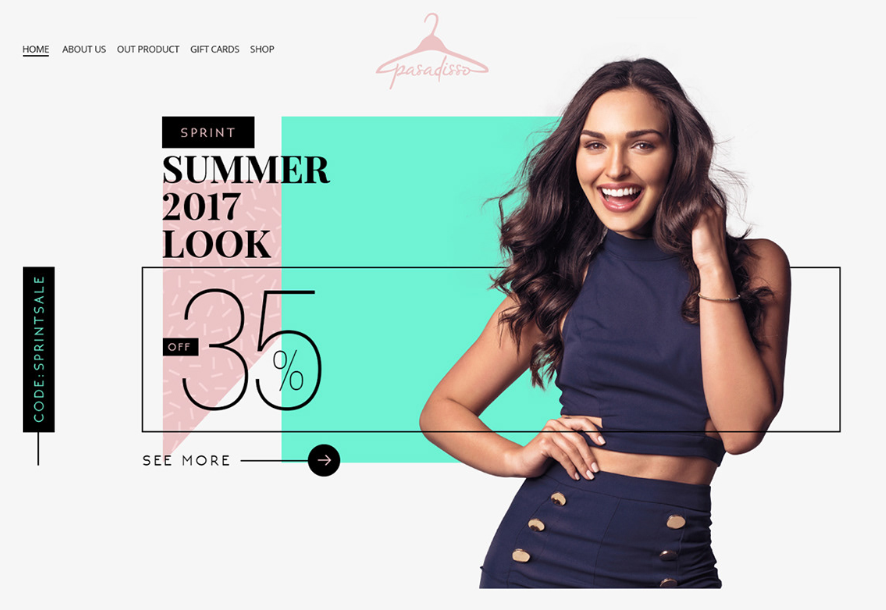 HOME ABOUT US OUT PRODUCT GIFT CARDS SHOP
pasadisso
SPRINT
SUMMER
2017
LOOK
35%
OFF
CODE:SPRINTSALE
SEE MORE